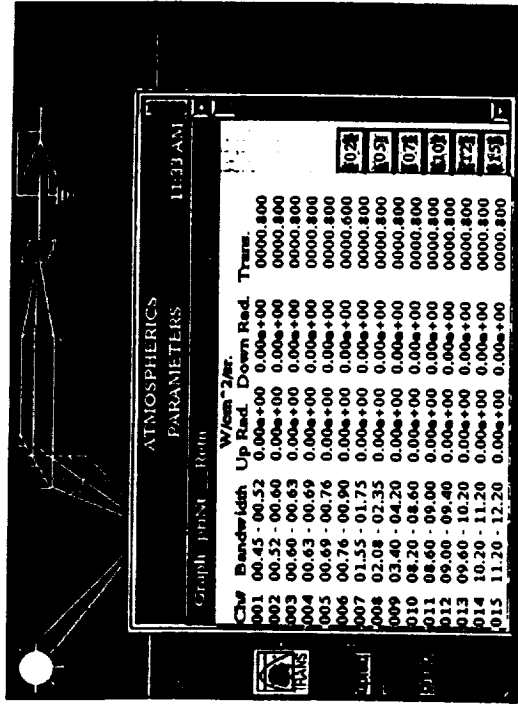 ATMOSPHERICS
PARAMETERS 11:33 AM
Graph priNt Retn
W/cm^2/sr.
Ch# Bandwidth Up Rad. Down Rad. Trans.
001 00.45 - 00.52 0.00e+00 0.00e+00 0000.800
002 00.52 - 00.60 0.00e+00 0.00e+00 0000.800
003 00.60 - 00.63 0.00e+00 0.00e+00 0000.800
004 00.63 - 00.69 0.00e+00 0.00e+00 0000.800
005 00.69 - 00.76 0.00e+00 0.00e+00 0000.800
006 00.76 - 00.90 0.00e+00 0.00e+00 0000.600
007 01.55 - 01.75 0.00e+00 0.00e+00 0000.800
008 02.08 - 02.35 0.00e+00 0.00e+00 0000.800
009 03.40 - 04.20 0.00e+00 0.00e+00 0000.800
010 08.20 - 08.60 0.00e+00 0.00e+00 0000.800
011 08.60 - 09.00 0.00e+00 0.00e+00 0000.800
012 09.00 - 09.40 0.00e+00 0.00e+00 0000.800
013 09.60 - 10.20 0.00e+00 0.00e+00 0000.800
014 10.20 - 11.20 0.00e+00 0.00e+00 0000.800
015 11.20 - 12.20 0.00e+00 0.00e+00 0000.800
TRANS